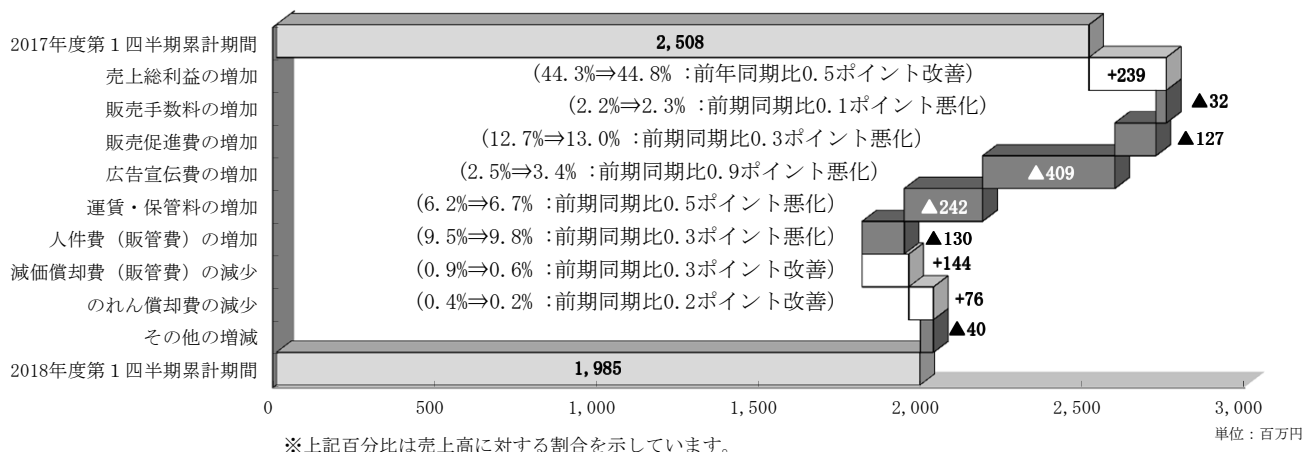 2017年度第１四半期累計期間 2,508
売上総利益の増加 (44.3%⇒44.8% :前年同期比0.5ポイント改善) +239
販売手数料の増加 (2.2%⇒2.3% :前期同期比0.1ポイント悪化) ▲32
販売促進費の増加 (12.7%⇒13.0% :前期同期比0.3ポイント悪化) ▲127
広告宣伝費の増加 (2.5%⇒3.4% :前期同期比0.9ポイント悪化) ▲409
運賃・保管料の増加 (6.2%⇒6.7% :前期同期比0.5ポイント悪化) ▲242
人件費（販管費）の増加 (9.5%⇒9.8% :前期同期比0.3ポイント悪化) ▲130
減価償却費（販管費）の減少 (0.9%⇒0.6% :前期同期比0.3ポイント改善) +144
のれん償却費の減少 (0.4%⇒0.2% :前期同期比0.2ポイント改善) +76
その他の増減 ▲40
2018年度第１四半期累計期間 1,985
0 500 1,000 1,500 2,000 2,500 3,000
単位：百万円
※上記百分比は売上高に対する割合を示しています。